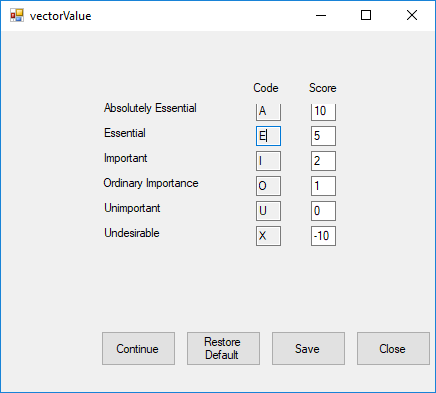 vectorValue
Code Score
Absolutely Essential A 10
Essential E 5
Important I 2
Ordinary Importance O 1
Unimportant U 0
Undesirable X -10
Continue Restore Default Save Close